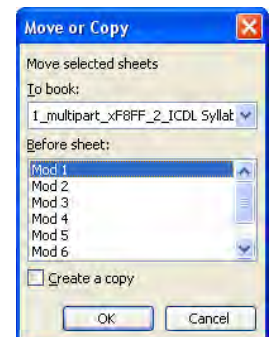 Move or Copy
Move selected sheets
To book:
1_multipart_xF8FF_2_ICDL Syllat
Before sheet:
Mod 1
Mod 2
Mod 3
Mod 4
Mod 5
Mod 6
Create a copy
OK Cancel